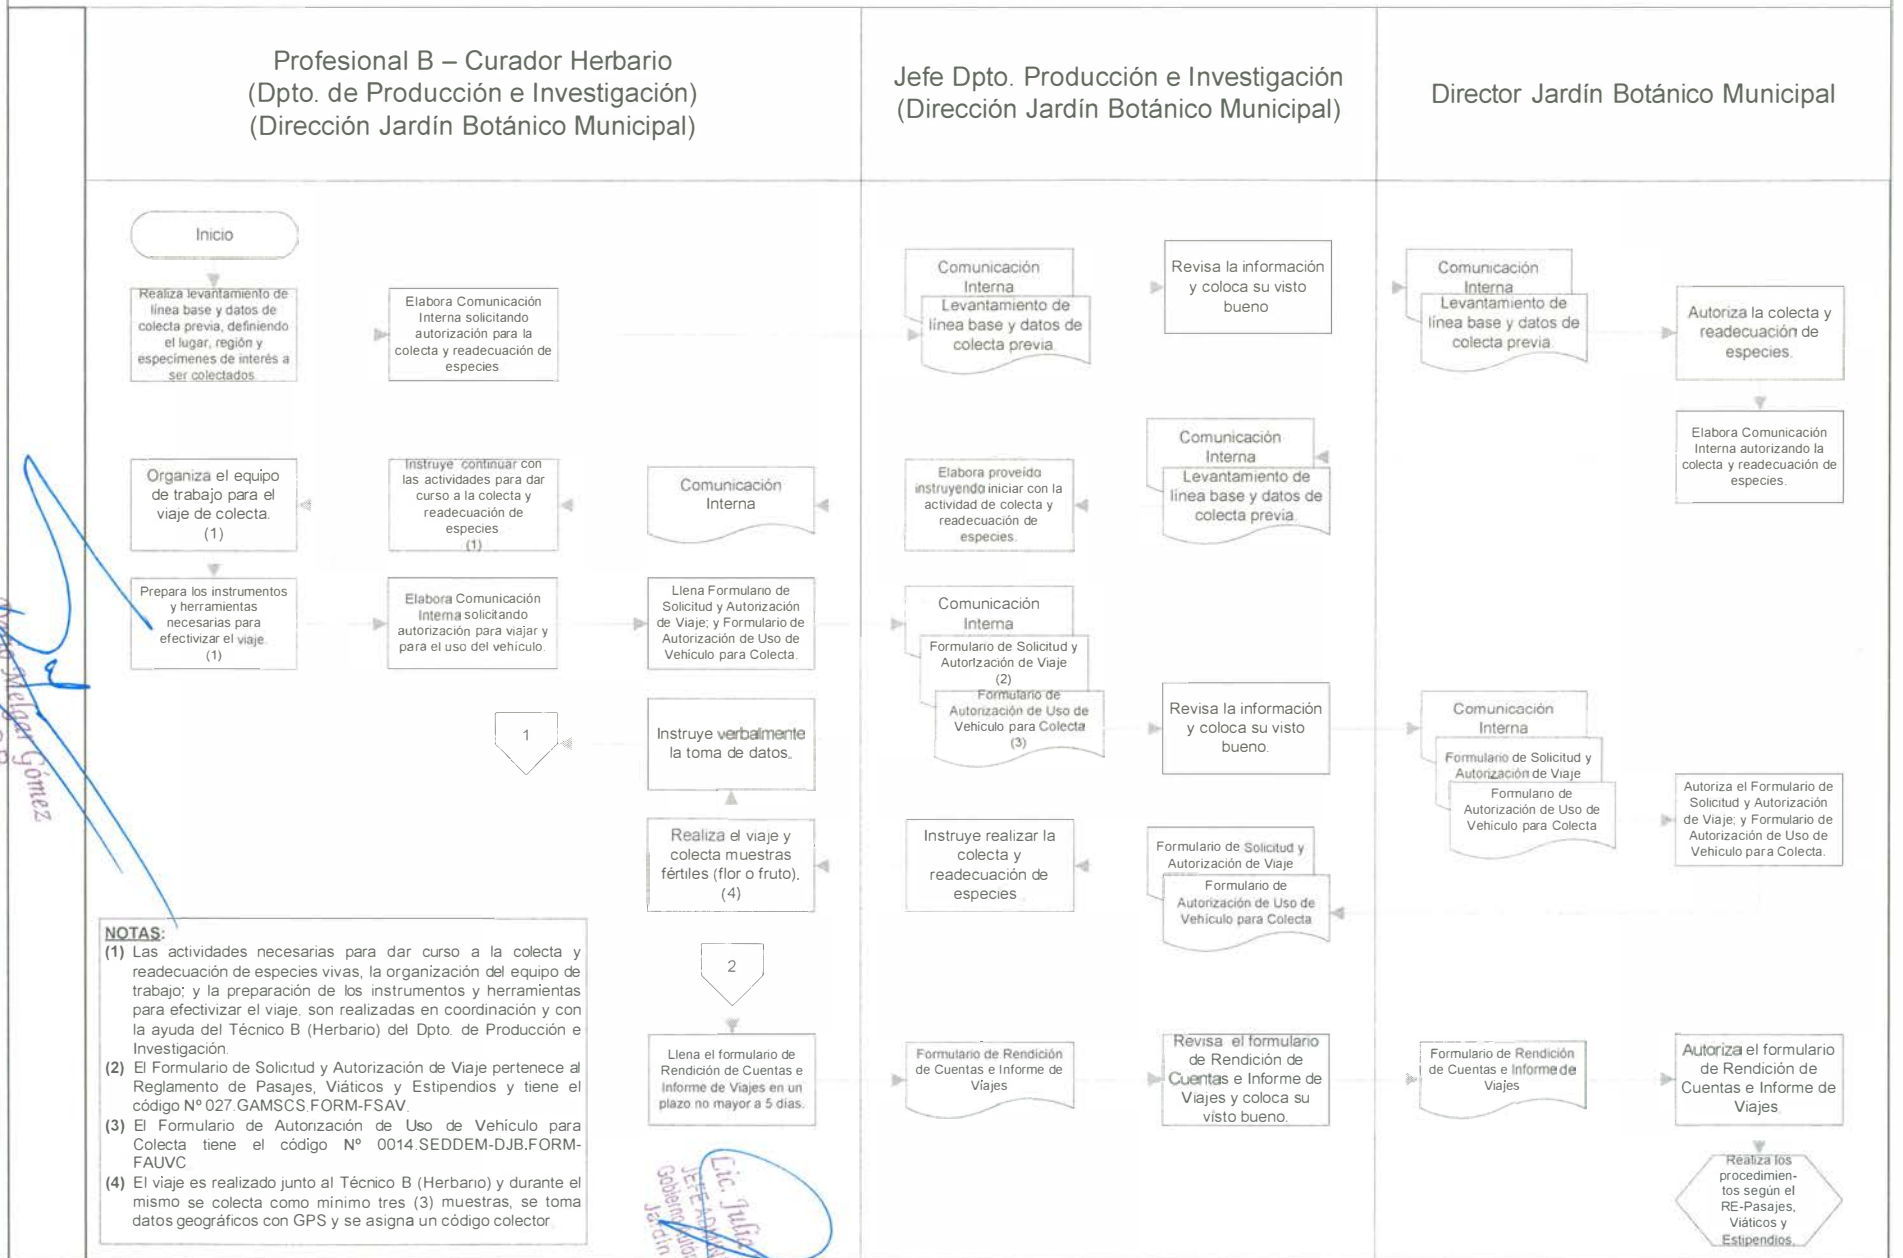 Profesional B – Curador Herbario
(Dpto. de Producción e Investigación)
(Dirección Jardín Botánico Municipal)
Jefe Dpto. Producción e Investigación
(Dirección Jardín Botánico Municipal)
Director Jardín Botánico Municipal
Inicio
Realiza levantamiento de
línea base y datos de
colecta previa, definiendo
el lugar, región y
especímenes de interés a
ser colectados.
Elabora Comunicación
Interna solicitando
autorización para la
colecta y readecuación de
especies.
Comunicación
Interna
Levantamiento de
línea base y datos de
colecta previa.
Revisa la información
y coloca su visto
bueno
Comunicación
Interna
Levantamiento de
línea base y datos de
colecta previa.
Autoriza la colecta y
readecuación de
especies.
Elabora Comunicación
Interna autorizando la
colecta y readecuación de
especies.
Comunicación
Interna
Levantamiento de
línea base y datos de
colecta previa.
Elabora proveído
instruyendo iniciar con la
actividad de colecta y
readecuación de
especies.
Comunicación
Interna
Instruye continuar con
las actividades para dar
curso a la colecta y
readecuación de
especies
(1)
Organiza el equipo
de trabajo para el
viaje de colecta.
(1)
Prepara los instrumentos
y herramientas
necesarias para
efectivizar el viaje.
(1)
Elabora Comunicación
Interna solicitando
autorización para viajar y
para el uso del vehículo.
Llena Formulario de
Solicitud y Autorización
de Viaje; y Formulario de
Autorización de Uso de
Vehículo para Colecta.
Comunicación
Interna
Formulario de Solicitud y
Autorización de Viaje
(2)
Formulario de
Autorización de Uso de
Vehículo para Colecta
(3)
Revisa la información
y coloca su visto
bueno.
Comunicación
Interna
Formulario de Solicitud y
Autorización de Viaje
Formulario de
Autorización de Uso de
Vehículo para Colecta
Autoriza el Formulario de
Solicitud y Autorización
de Viaje; y Formulario de
Autorización de Uso de
Vehículo para Colecta.
Formulario de Solicitud y
Autorización de Viaje
Formulario de
Autorización de Uso de
Vehículo para Colecta
Instruye realizar la
colecta y
readecuación de
especies
Realiza el viaje y
colecta muestras
fértiles (flor o fruto).
(4)
Instruye verbalmente
la toma de datos.
1
2
Llena el formulario de
Rendición de Cuentas e
Informe de Viajes en un
plazo no mayor a 5 días.
Formulario de Rendición
de Cuentas e Informe de
Viajes
Revisa el formulario
de Rendición de
Cuentas e Informe de
Viajes y coloca su
visto bueno.
Formulario de Rendición
de Cuentas e Informe de
Viajes
Autoriza el formulario
de Rendición de
Cuentas e Informe de
Viajes.
Realiza los
procedimien-
tos según el
RE-Pasajes,
Viáticos y
Estipendios.
NOTAS:
(1) Las actividades necesarias para dar curso a la colecta y
readecuación de especies vivas, la organización del equipo de
trabajo; y la preparación de los instrumentos y herramientas
para efectivizar el viaje, son realizadas en coordinación y con
la ayuda del Técnico B (Herbario) del Dpto. de Producción e
Investigación.
(2) El Formulario de Solicitud y Autorización de Viaje pertenece al
Reglamento de Pasajes, Viáticos y Estipendios y tiene el
código Nº 027.GAMSCS.FORM-FSAV.
(3) El Formulario de Autorización de Uso de Vehículo para
Colecta tiene el código Nº 0014.SEDDEM-DJB.FORM-
FAUVC
(4) El viaje es realizado junto al Técnico B (Herbario) y durante el
mismo se colecta como mínimo tres (3) muestras, se toma
datos geográficos con GPS y se asigna un código colector
Melgar Gómez
Lic. Julia
JEFE
Gobierno
Jardín